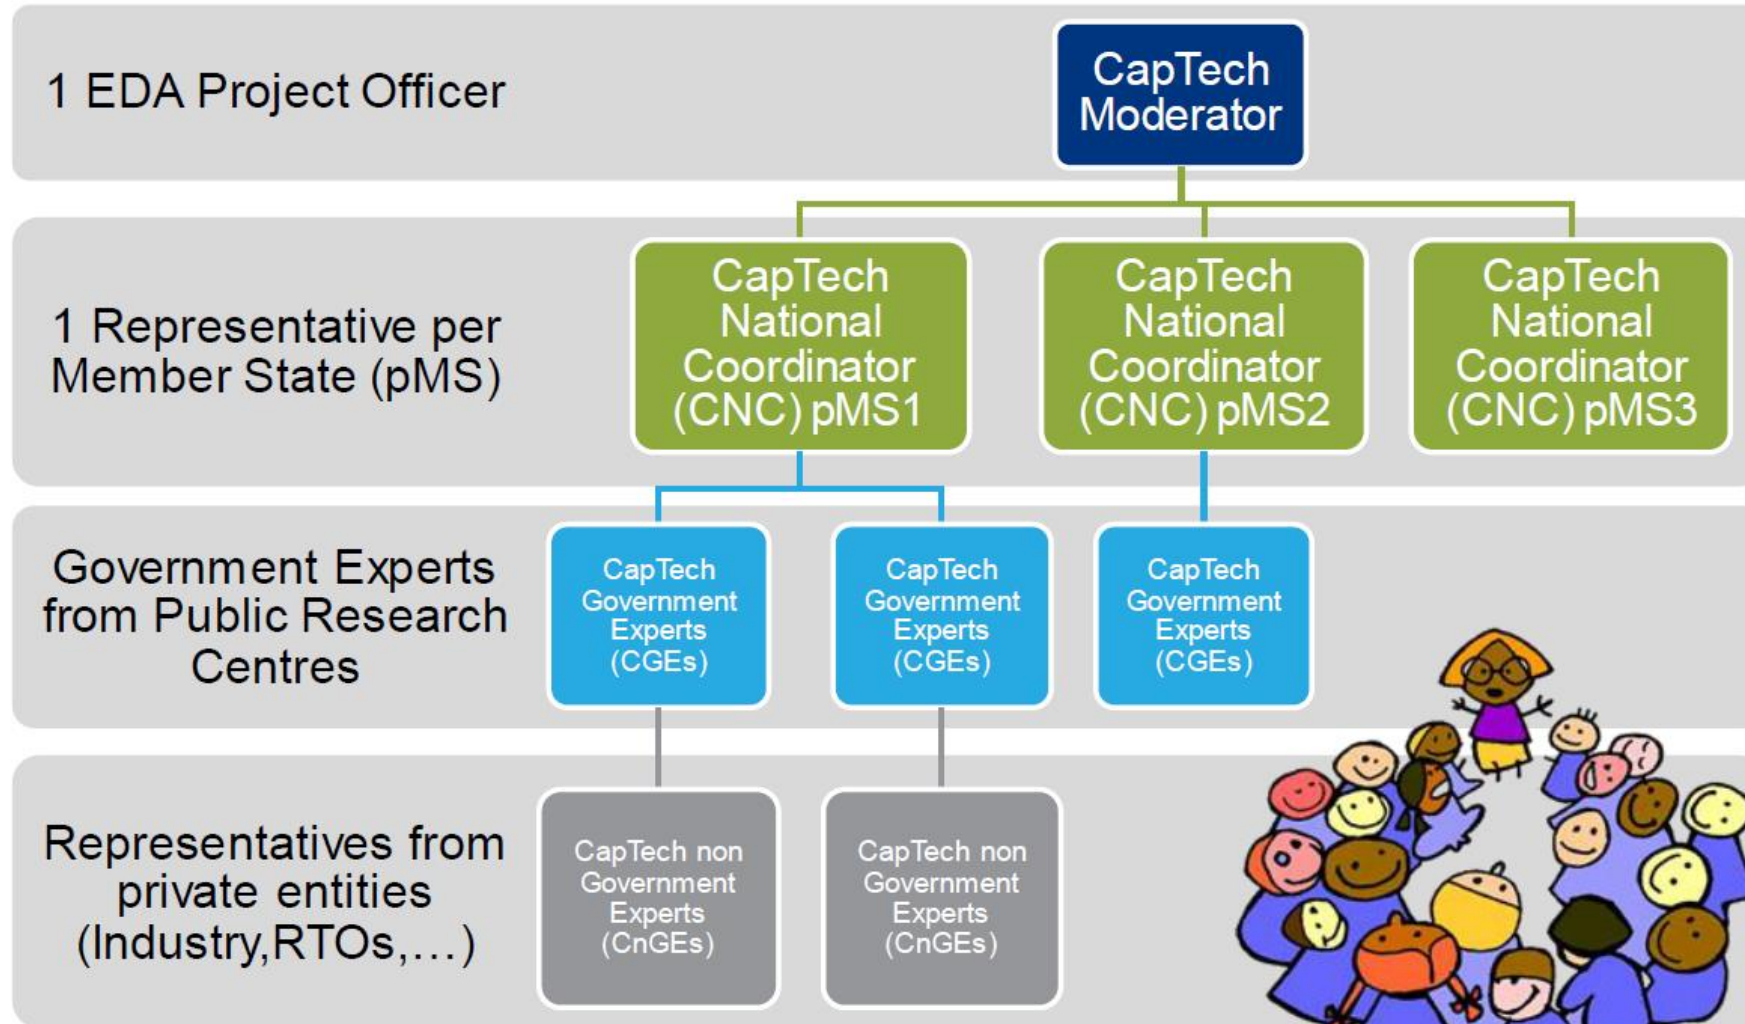 1 EDA Project Officer
CapTech
Moderator
1 Representative per
Member State (pMS)
CapTech
National
Coordinator
(CNC) pMS1
CapTech
National
Coordinator
(CNC) pMS2
CapTech
National
Coordinator
(CNC) pMS3
Government Experts
from Public Research
Centres
CapTech
Government
Experts
(CGEs)
CapTech
Government
Experts
(CGEs)
CapTech
Government
Experts
(CGEs)
Representatives from
private entities
(Industry,RTOs,…)
CapTech non
Government
Experts
(CnGEs)
CapTech non
Government
Experts
(CnGEs)